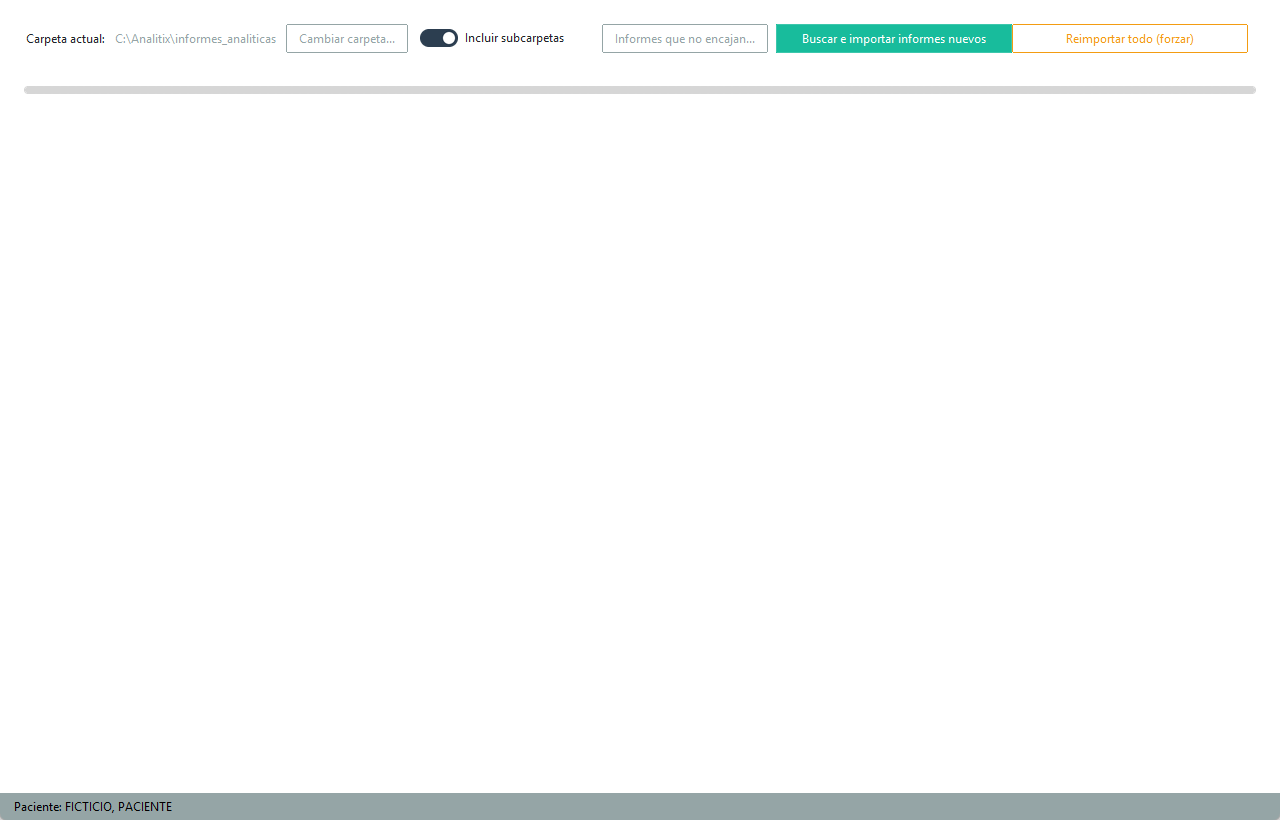 Carpeta actual: C:\Analitix\informes_analiticas Cambiar carpeta... Incluir subcarpetas Informes que no encajan... Buscar e importar informes nuevos Reimportar todo (forzar)
Paciente: FICTICIO, PACIENTE